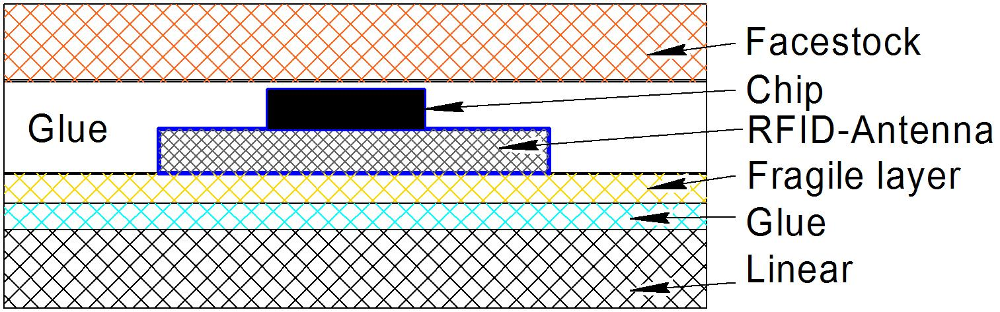 Facestock
Chip
Glue
RFID-Antenna
Fragile layer
Glue
Linear